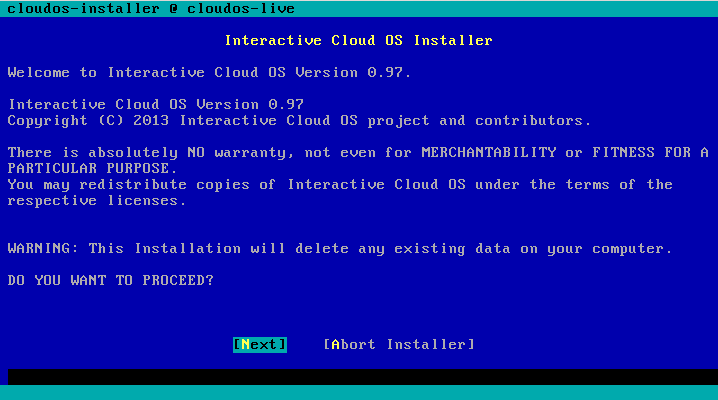 cloudos-installer @ cloudos-live
Interactive Cloud OS Installer
Welcome to Interactive Cloud OS Version 0.97.
Interactive Cloud OS Version 0.97
Copyright (C) 2013 Interactive Cloud OS project and contributors.
There is absolutely NO warranty, not even for MERCHANTABILITY or FITNESS FOR A
PARTICULAR PURPOSE.
You may redistribute copies of Interactive Cloud OS under the terms of the
respective licenses.
WARNING: This Installation will delete any existing data on your computer.
DO YOU WANT TO PROCEED?
[Next] [Abort Installer]